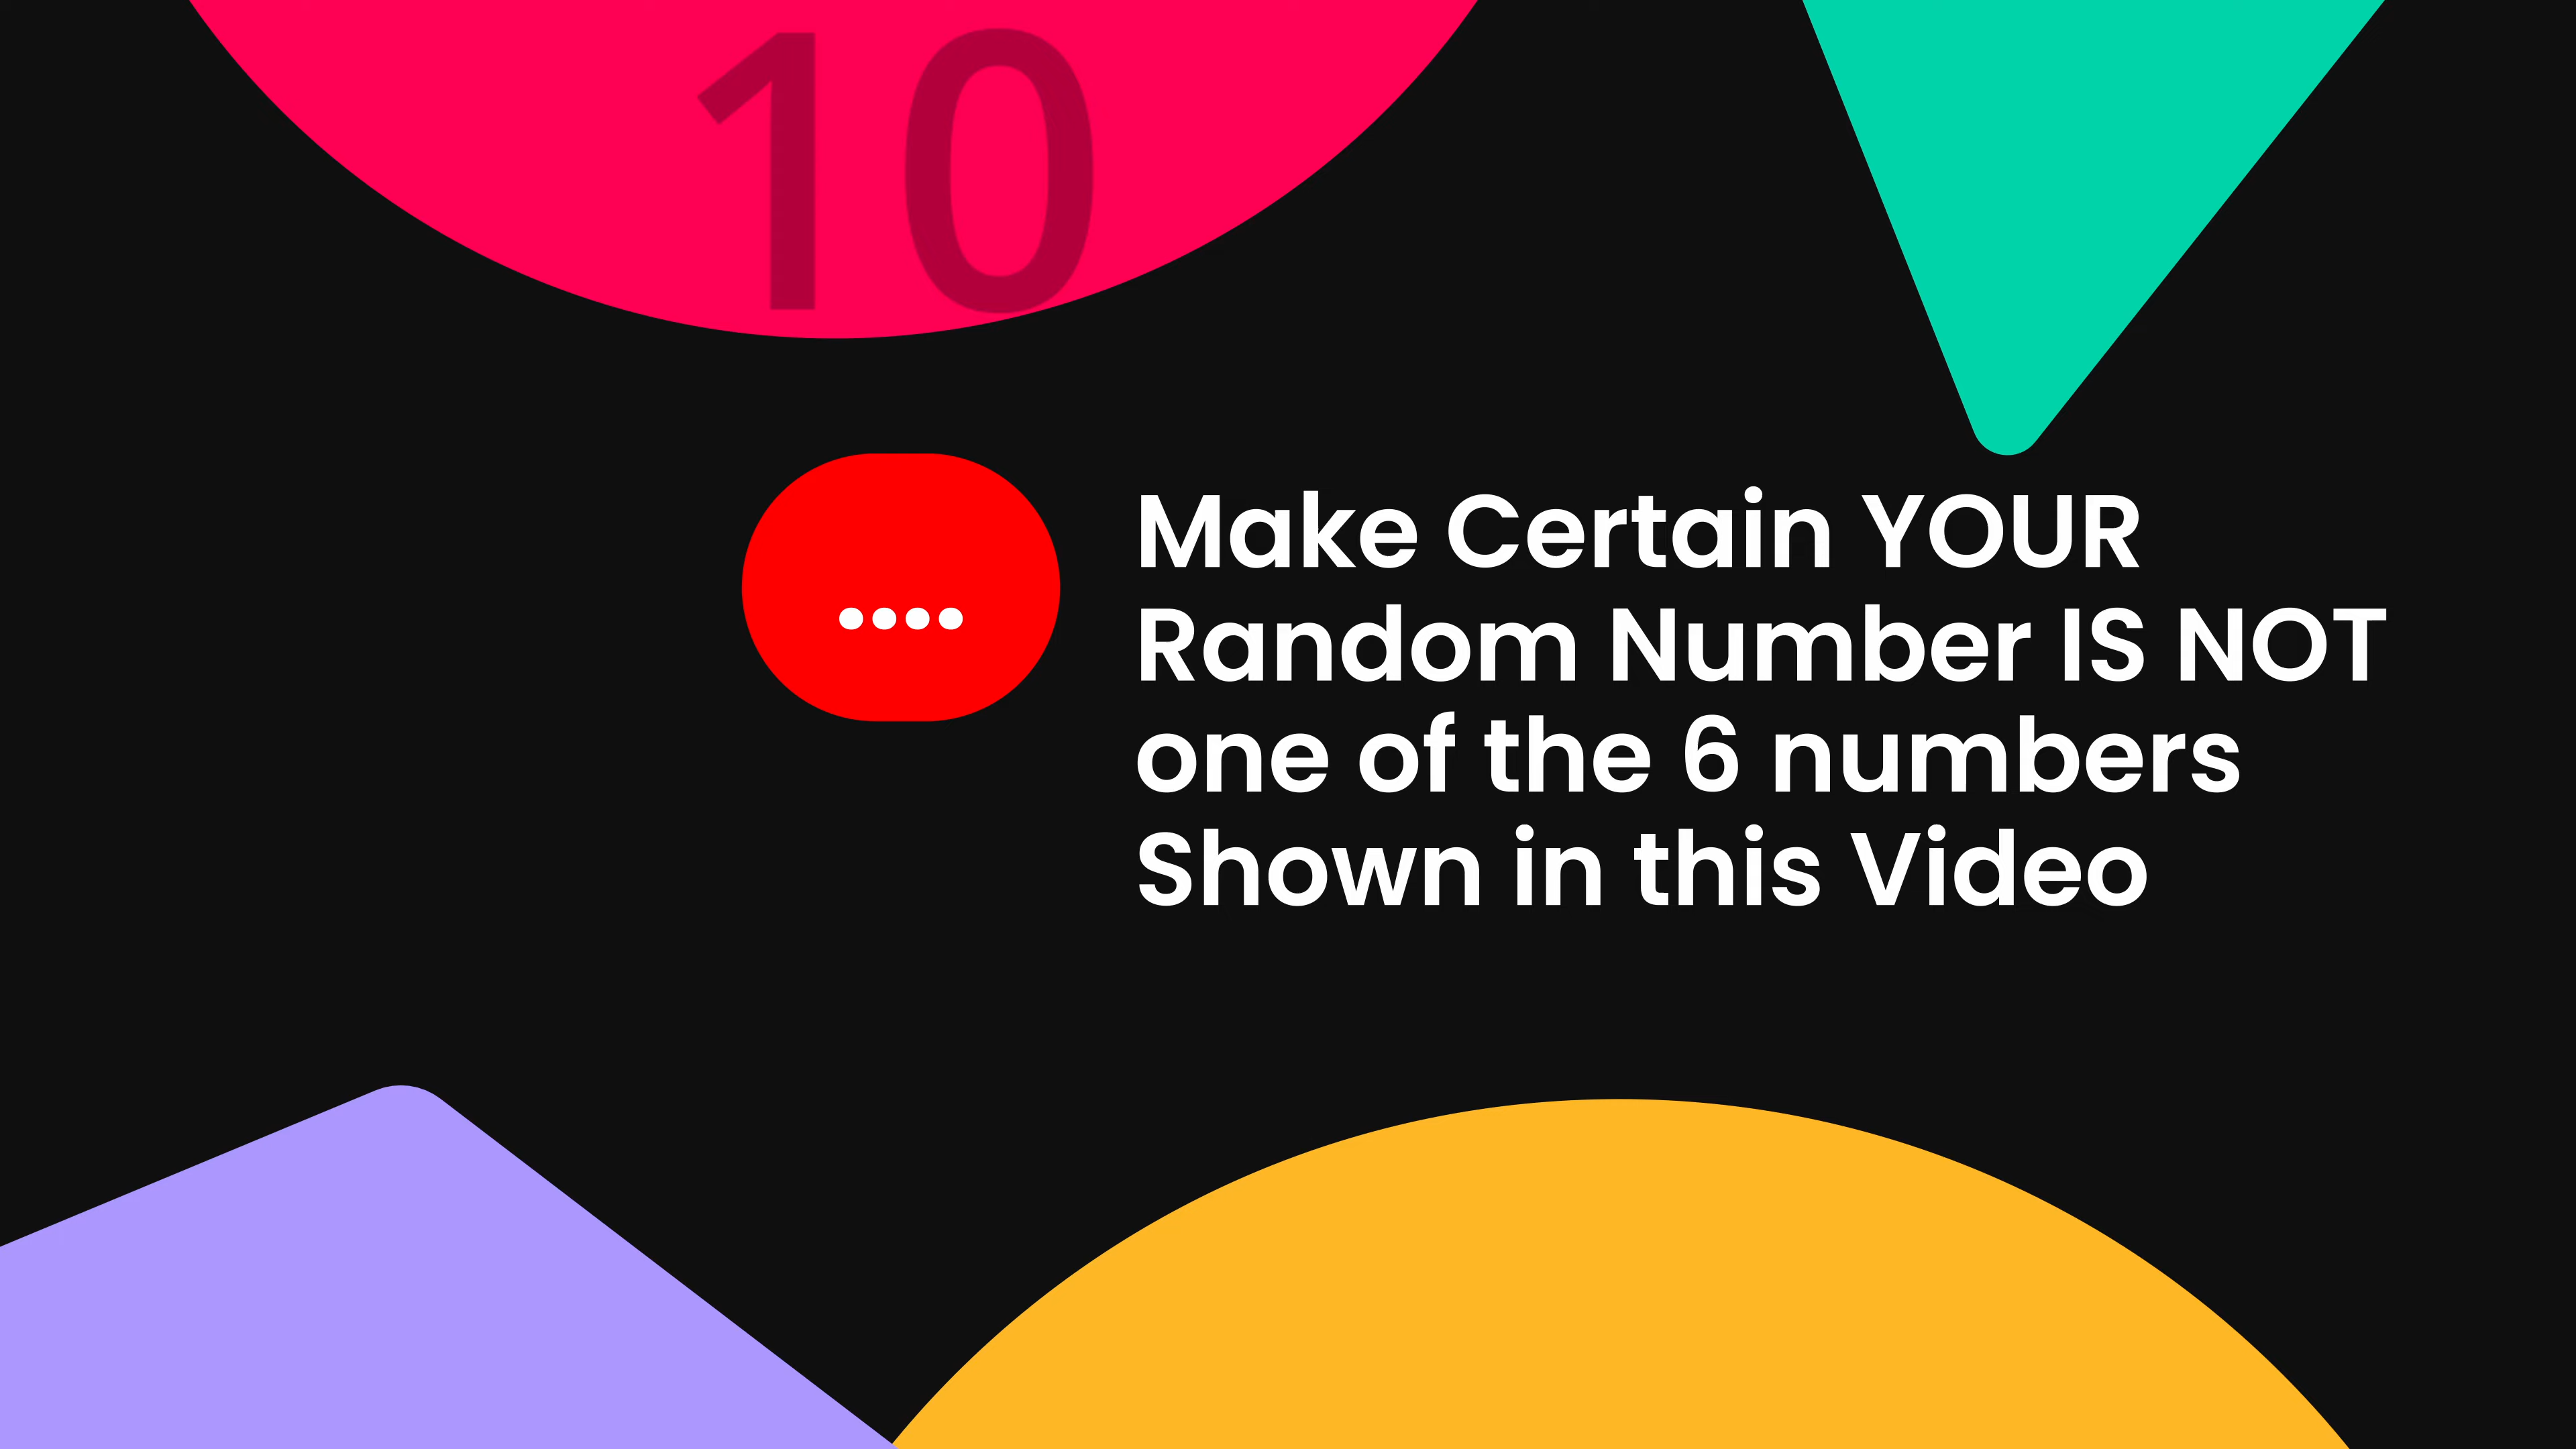 10
Make Certain YOUR
Random Number IS NOT
one of the 6 numbers
Shown in this Video